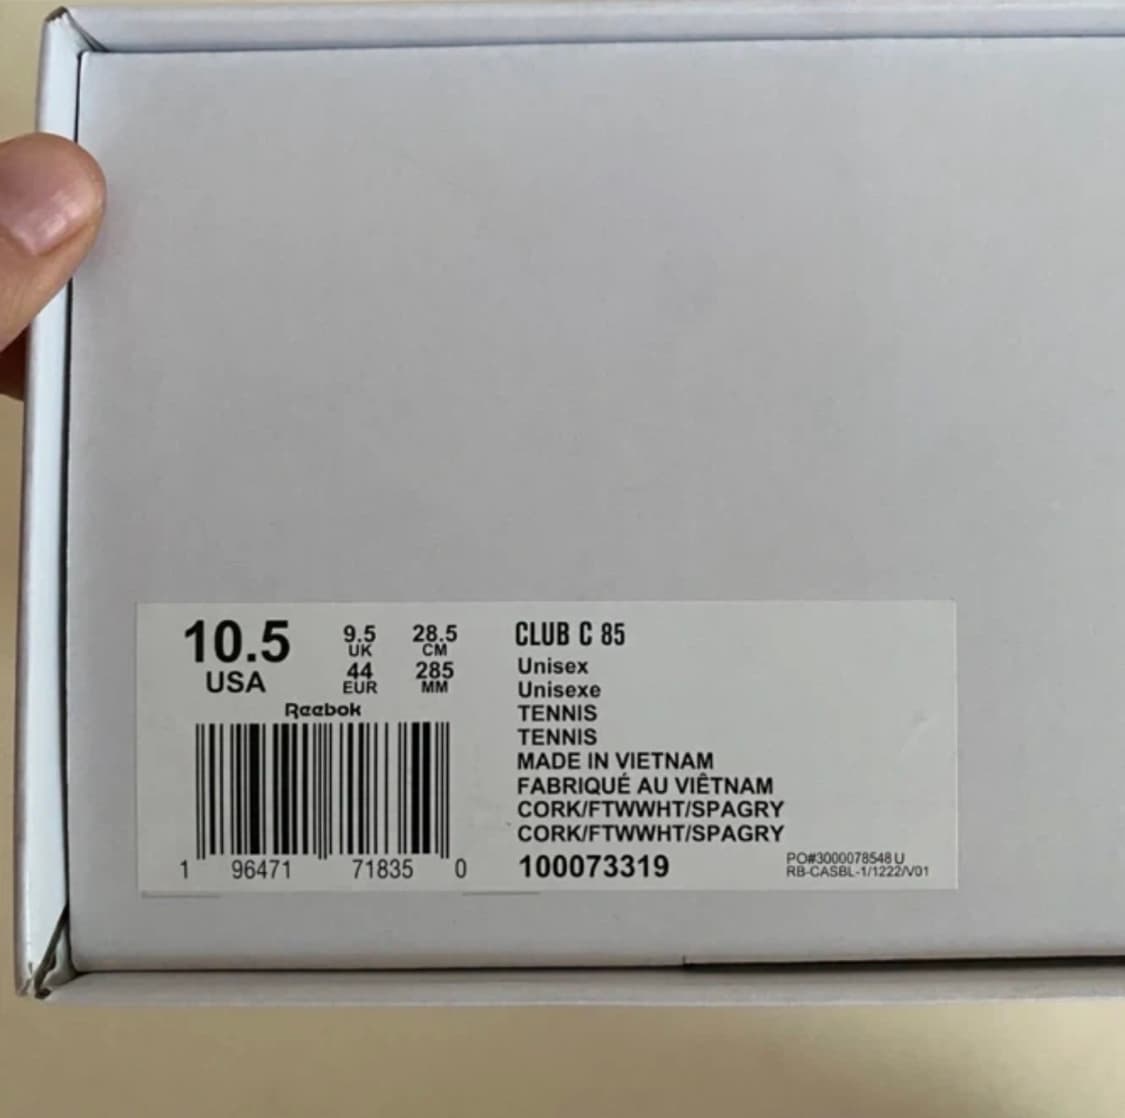 10.5
USA
9.5
UK
44
EUR
28.5
CM
285
MM
Reebok
1 96471 71835 0
CLUB C 85
Unisex
Unisexe
TENNIS
TENNIS
MADE IN VIETNAM
FABRIQUÉ AU VIÊTNAM
CORK/FTWWHT/SPAGRY
CORK/FTWWHT/SPAGRY
100073319
PO#3000078548 U
RB-CASBL-1/1222/V01